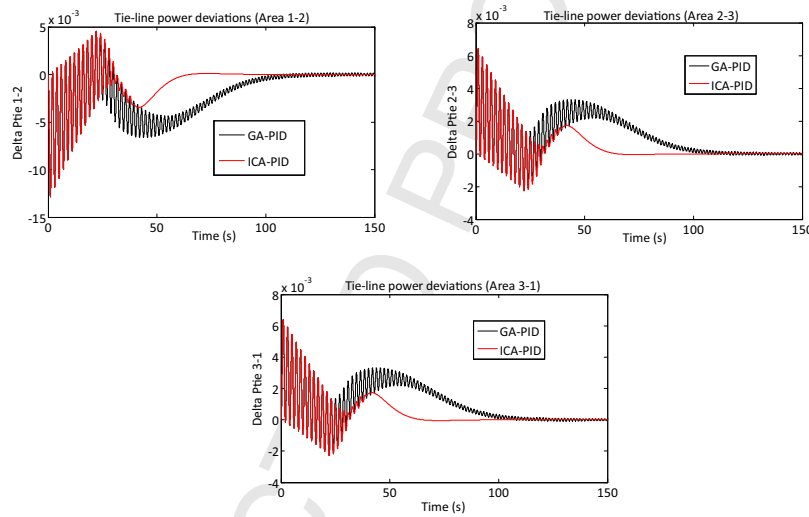 Tie-line power deviations (Area 1-2)
x 10-3
5
0
-5
-10
-15
0
50
100
150
Delta Ptie 1-2
Time (s)
GA-PID
ICA-PID
Tie-line power deviations (Area 2-3)
x 10-3
8
6
4
2
0
-2
-4
0
50
100
150
Delta Ptie 2-3
Time (s)
GA-PID
ICA-PID
Tie-line power deviations (Area 3-1)
x 10-3
8
6
4
2
0
-2
-4
0
50
100
150
Delta Ptie 3-1
Time (s)
GA-PID
ICA-PID